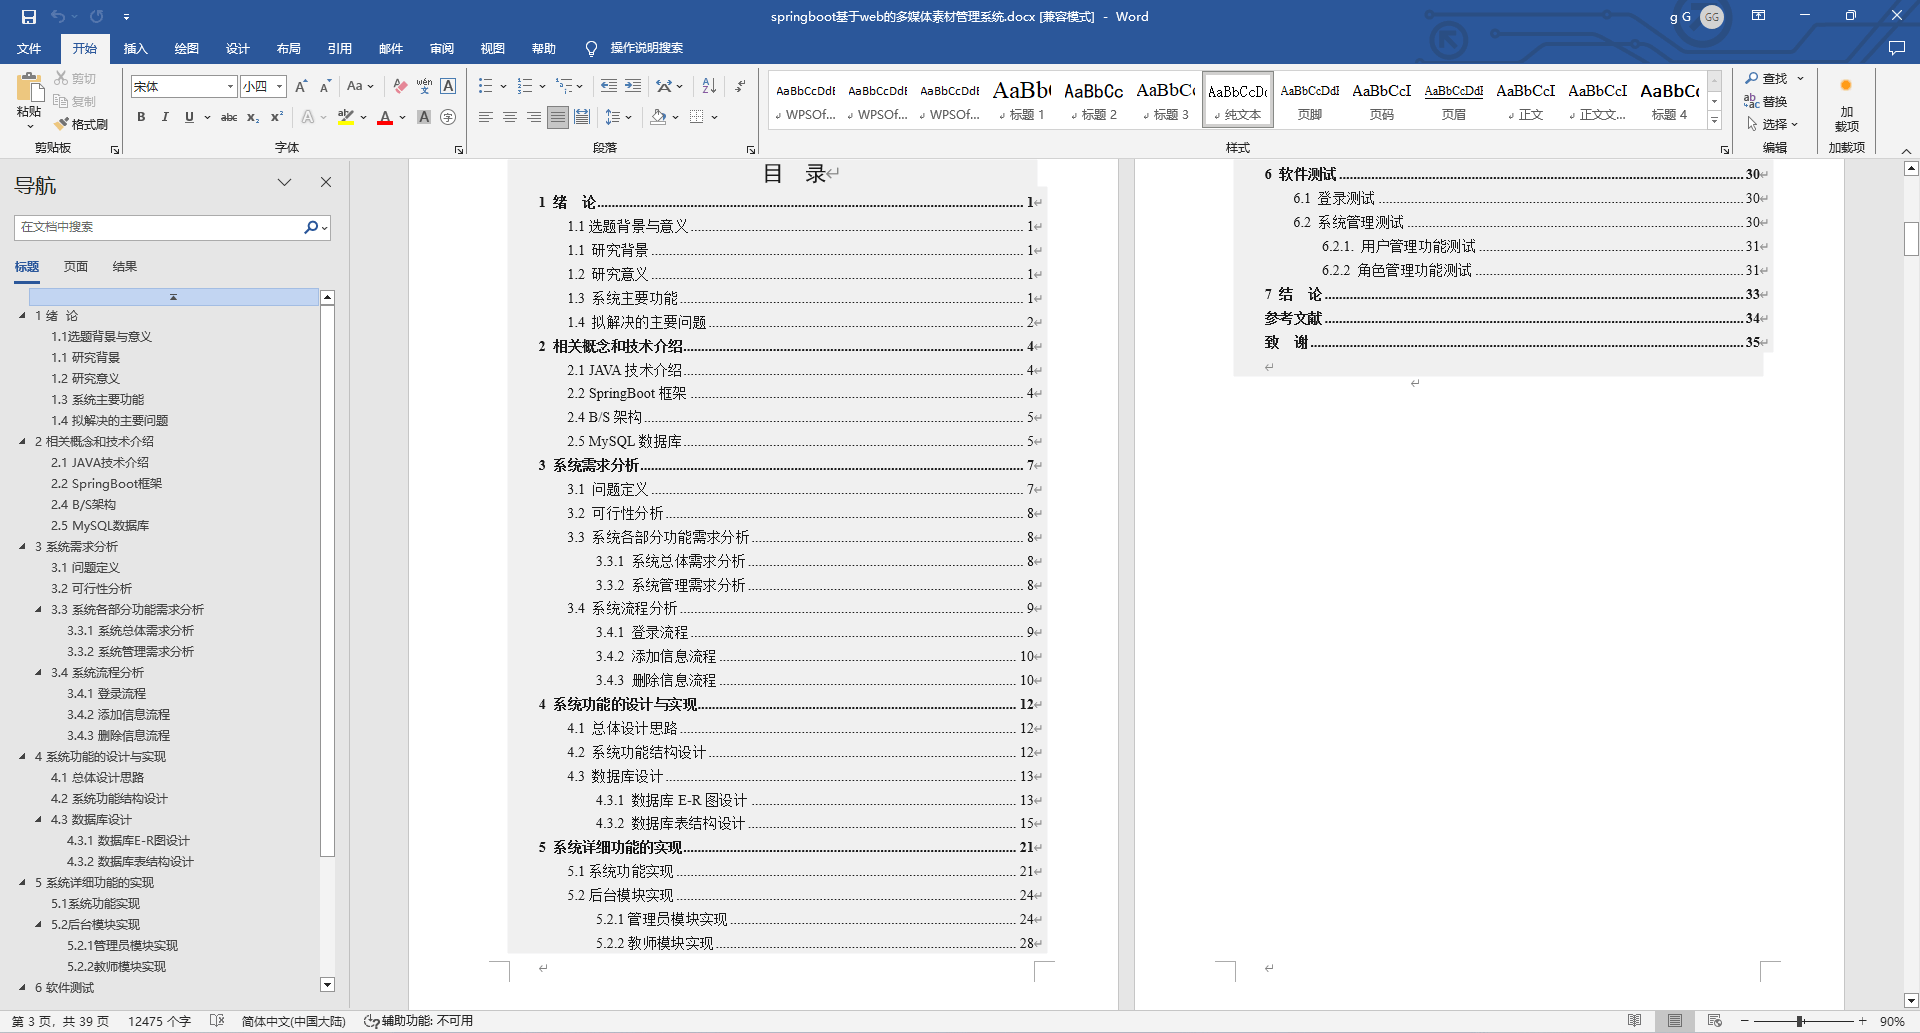 springboot基于web的多媒体素材管理系统.docx [兼容模式] - Word
g G
GG
文件 开始 插入 绘图 设计 布局 引用 邮件 审阅 视图 帮助 操作说明搜索
粘贴
剪切
复制
格式刷
剪贴板
宋体 小四
字体
段落
AaBbCcDdE WPSOf...
AaBbCcDdE WPSOf...
AaBbCcDdE WPSOf...
AaBb( 标题 1
AaBbCc 标题 2
AaBbCc 标题 3
AaBbCcD( 纯文本
AaBbCcDdE 页脚
AaBbCcI 页码
AaBbCcDdE 页眉
AaBbCcI 正文
AaBbCcI 正文文...
AaBbC( 标题 4
样式
查找
替换
选择
编辑
加载项
加载项
导航
在文档中搜索
标题 页面 结果
1 绪 论
1.1选题背景与意义
1.1 研究背景
1.2 研究意义
1.3 系统主要功能
1.4 拟解决的主要问题
2 相关概念和技术介绍
2.1 JAVA技术介绍
2.2 SpringBoot框架
2.4 B/S架构
2.5 MySQL数据库
3 系统需求分析
3.1 问题定义
3.2 可行性分析
3.3 系统各部分功能需求分析
3.3.1 系统总体需求分析
3.3.2 系统管理需求分析
3.4 系统流程分析
3.4.1 登录流程
3.4.2 添加信息流程
3.4.3 删除信息流程
4 系统功能的设计与实现
4.1 总体设计思路
4.2 系统功能结构设计
4.3 数据库设计
4.3.1 数据库E-R图设计
4.3.2 数据库表结构设计
5 系统详细功能的实现
5.1系统功能实现
5.2后台模块实现
5.2.1管理员模块实现
5.2.2教师模块实现
6 软件测试
目 录
1 绪 论 1
1.1 选题背景与意义 1
1.1 研究背景 1
1.2 研究意义 1
1.3 系统主要功能 1
1.4 拟解决的主要问题 2
2 相关概念和技术介绍 4
2.1 JAVA 技术介绍 4
2.2 SpringBoot 框架 4
2.4 B/S 架构 5
2.5 MySQL 数据库 5
3 系统需求分析 7
3.1 问题定义 7
3.2 可行性分析 8
3.3 系统各部分功能需求分析 8
3.3.1 系统总体需求分析 8
3.3.2 系统管理需求分析 8
3.4 系统流程分析 9
3.4.1 登录流程 9
3.4.2 添加信息流程 10
3.4.3 删除信息流程 10
4 系统功能的设计与实现 12
4.1 总体设计思路 12
4.2 系统功能结构设计 12
4.3 数据库设计 13
4.3.1 数据库 E-R 图设计 13
4.3.2 数据库表结构设计 15
5 系统详细功能的实现 21
5.1 系统功能实现 21
5.2 后台模块实现 24
5.2.1 管理员模块实现 24
5.2.2 教师模块实现 28
6 软件测试 30
6.1 登录测试 30
6.2 系统管理测试 30
6.2.1. 用户管理功能测试 31
6.2.2 角色管理功能测试 31
7 结 论 33
参考文献 34
致 谢 35
第 3 页，共 39 页 12475 个字 简体中文(中国大陆) 辅助功能: 不可用 90%